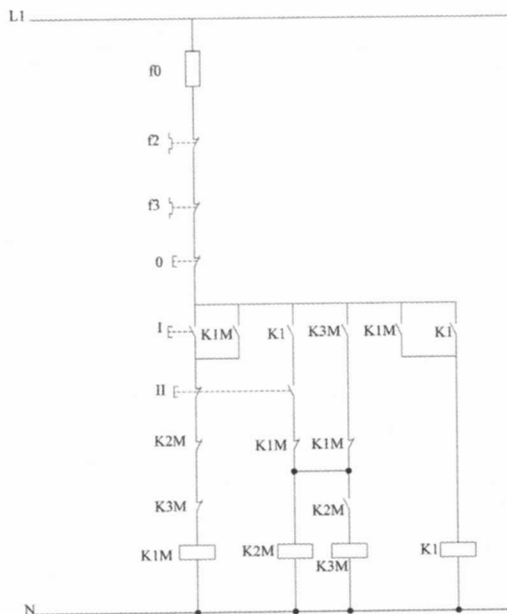 L1
f0
f2
f3
0
I K1M K1 K3M K1M K1
II
K2M K1M K1M
K3M K2M
K1M K2M K3M K1
N